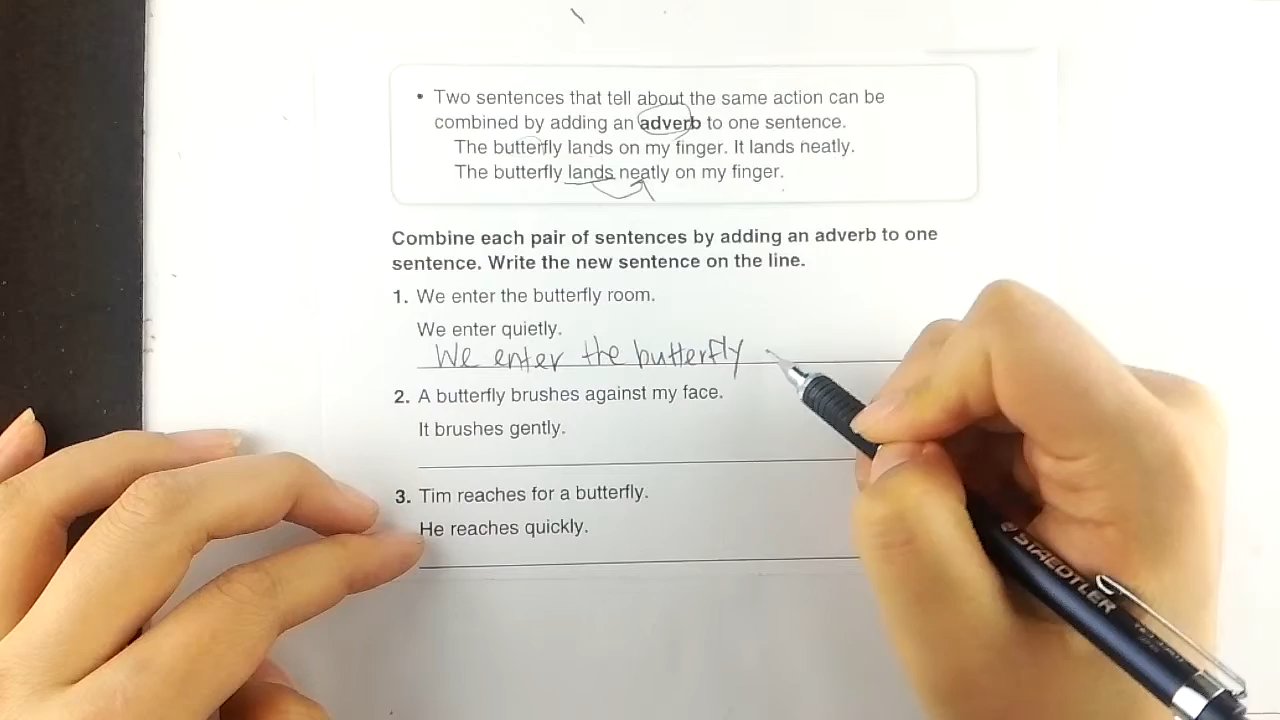 • Two sentences that tell about the same action can be
combined by adding an adverb to one sentence.
The butterfly lands on my finger. It lands neatly.
The butterfly lands neatly on my finger.
Combine each pair of sentences by adding an adverb to one
sentence. Write the new sentence on the line.
1. We enter the butterfly room.
We enter quietly.
We enter the butterfly
2. A butterfly brushes against my face.
It brushes gently.
3. Tim reaches for a butterfly.
He reaches quickly.
STAEDTLER